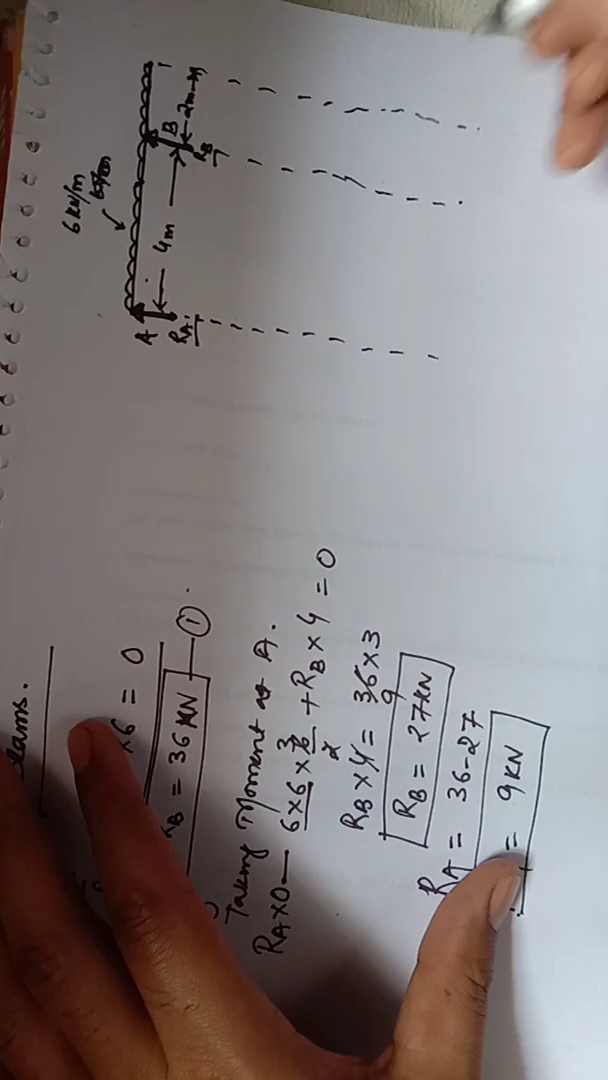 6 kN/m
A
B
4m
2m
RA
RB
eams.
×6 = 0
RB = 36 KN — ①
Taking Moment at A.
RA×0 — 6×6×6/2 + RB×4 = 0
RB×4 = 36×3
RB = 27KN
RA = 36-27
= 9KN